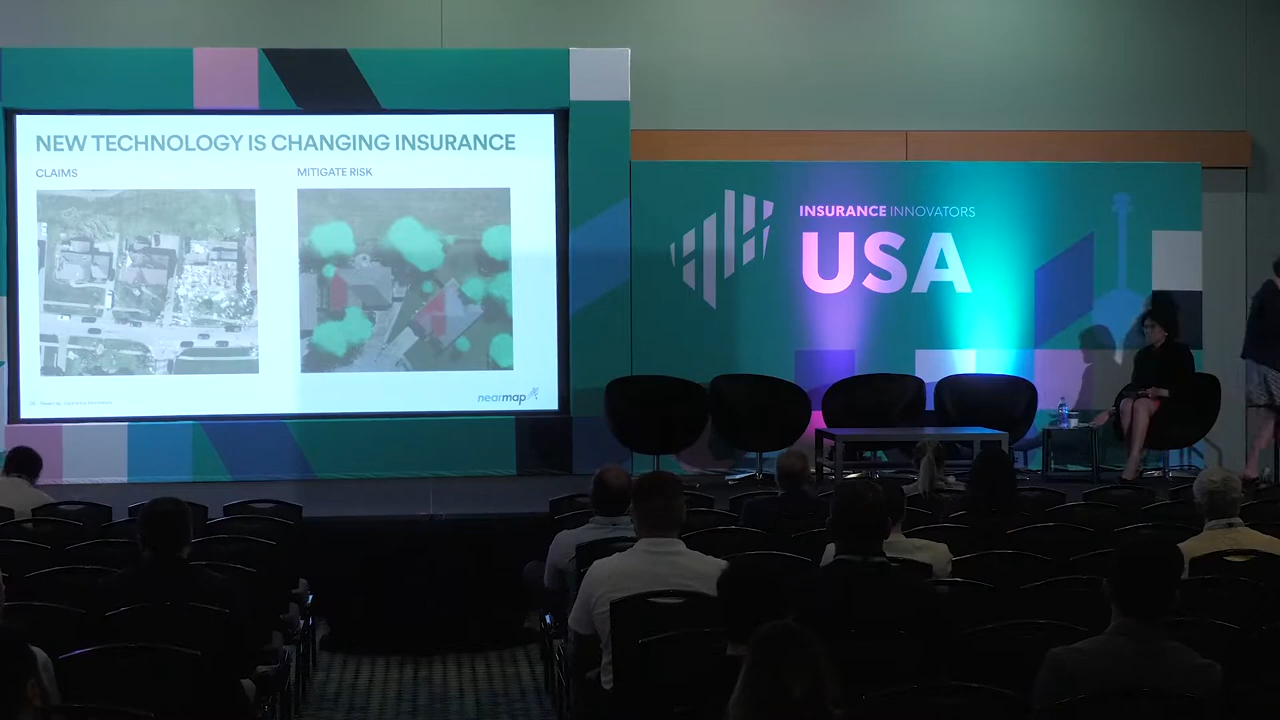 NEW TECHNOLOGY IS CHANGING INSURANCE
CLAIMS
MITIGATE RISK
nearmap
INSURANCE INNOVATORS
USA